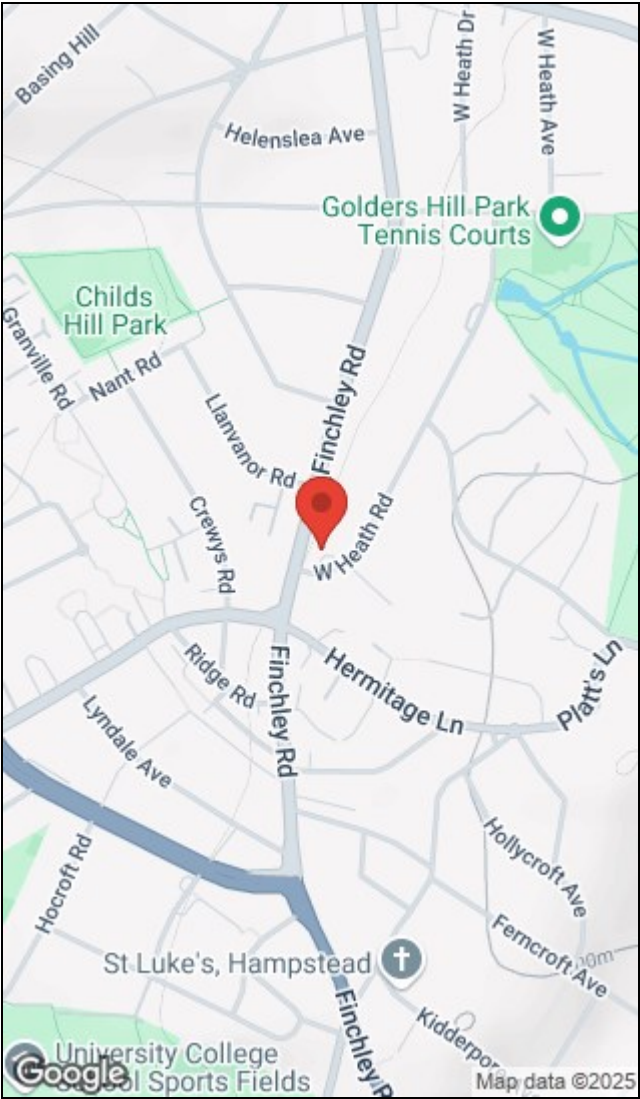 Basing Hill
W Heath Dr
W Heath Ave
Helenslea Ave
Golders Hill Park
Tennis Courts
Childs
Hill Park
Granville Rd
Nant Rd
Finchley Rd
Llanvanor Rd
Crewys Rd
W Heath Rd
Ridge Rd
Finchley Rd
Hermitage Ln
Platt's Ln
Lyndale Ave
Hocroft Rd
Hollycroft Ave
Ferncroft Ave
St Luke's, Hampstead
Finchley R
Kidderpore
University College
Sports Fields
Google
Map data ©2025